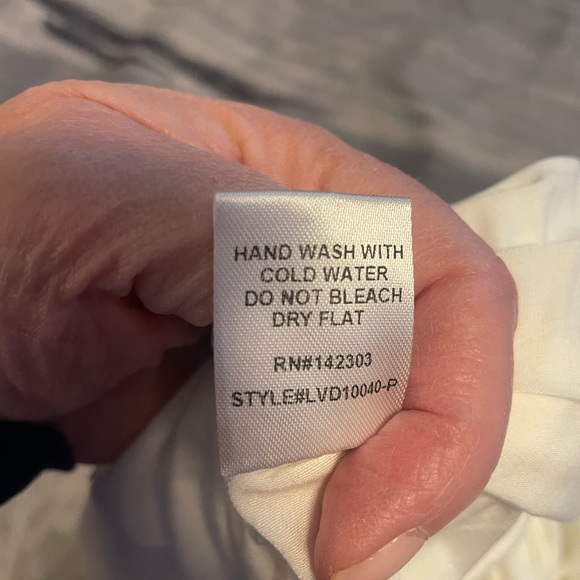 HAND WASH WITH
COLD WATER
DO NOT BLEACH
DRY FLAT
RN#142303
STYLE#LVD10040-P